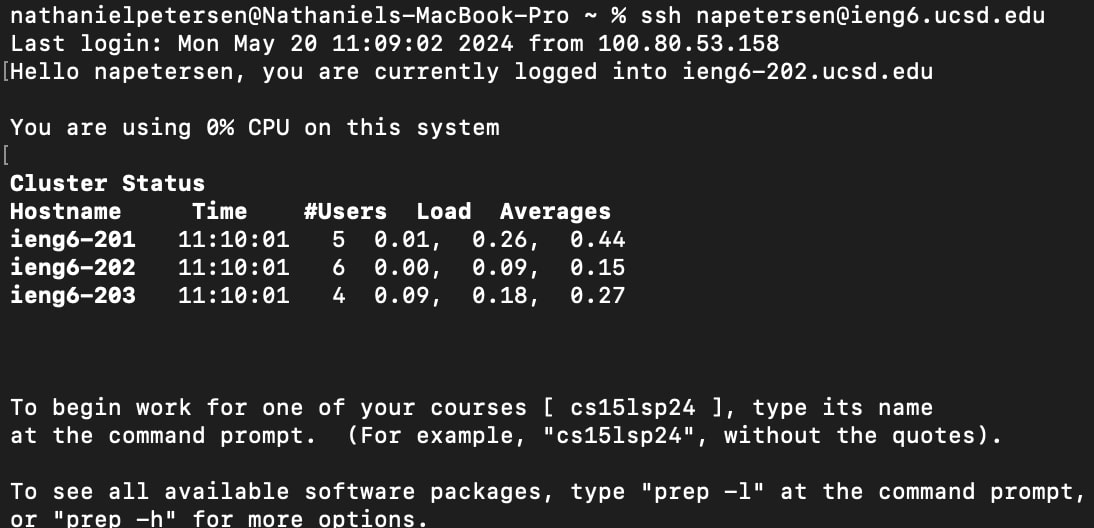 nathanielpetersen@Nathaniels-MacBook-Pro ~ % ssh napetersen@ieng6.ucsd.edu
Last login: Mon May 20 11:09:02 2024 from 100.80.53.158
[Hello napetersen, you are currently logged into ieng6-202.ucsd.edu
You are using 0% CPU on this system
[
Cluster Status
Hostname     Time    #Users  Load  Averages
ieng6-201   11:10:01   5  0.01,  0.26,  0.44
ieng6-202   11:10:01   6  0.00,  0.09,  0.15
ieng6-203   11:10:01   4  0.09,  0.18,  0.27
To begin work for one of your courses [ cs15lsp24 ], type its name
at the command prompt.  (For example, "cs15lsp24", without the quotes).
To see all available software packages, type "prep -l" at the command prompt,
or "prep -h" for more options.